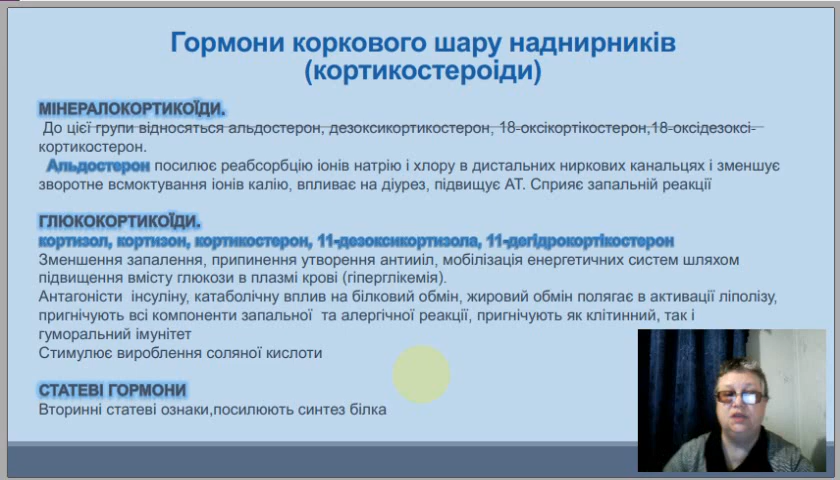 Гормони коркового шару наднирників
(кортикостероїди)
МІНЕРАЛОКОРТИКОЇДИ.
До цієї групи відносяться альдостерон, дезоксикортикостерон, 18-оксікортікостерон,18-оксідезоксі-
кортикостерон.
Альдостерон посилює реабсорбцію іонів натрію і хлору в дистальних ниркових канальцях і зменшує
зворотне всмоктування іонів калію, впливає на діурез, підвищує АТ. Сприяє запальній реакції
ГЛЮКОКОРТИКОЇДИ.
кортизол, кортизон, кортикостерон, 11-дезоксикортизола, 11-дегідрокортікостерон
Зменшення запалення, припинення утворення антииіл, мобілізація енергетичних систем шляхом
підвищення вмісту глюкози в плазмі крові (гіперглікемія).
Антагоністи інсуліну, катаболічну вплив на білковий обмін, жировий обмін полягає в активації ліполізу,
пригнічують всі компоненти запальної та алергічної реакції, пригнічують як клітинний, так і
гуморальний імунітет
Стимулює вироблення соляної кислоти
СТАТЕВІ ГОРМОНИ
Вторинні статеві ознаки,посилюють синтез білка